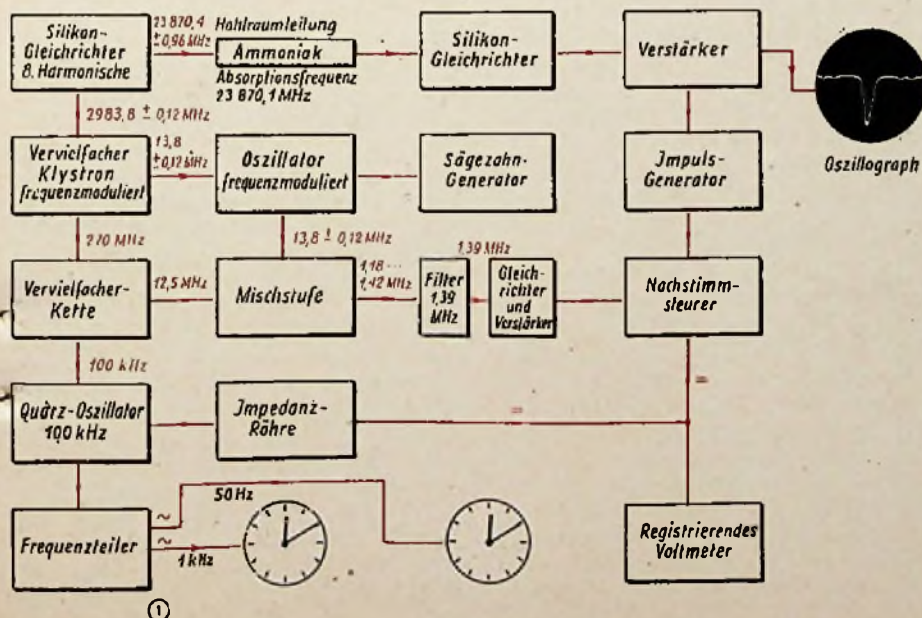 Silikon-
Gleichrichter
8. Harmonische
23 870,4
± 0,96 MHz
Hohlraumleitung
Ammoniak
Absorptionsfrequenz
23 870,1 MHz
Silikon-
Gleichrichter
Verstärker
Oszillograph
2983,8 ± 0,12 MHz
Vervielfacher
Klystron
frequenzmoduliert
13,8
± 0,12 MHz
Oszillator
frequenzmoduliert
Sägezahn-
Generator
Impuls-
Generator
270 MHz
13,8 ± 0,12 MHz
Vervielfacher-
Kette
12,5 MHz
Mischstufe
1,18 ...
1,42 MHz
Filter
1,39
MHz
1,39 MHz
Gleich-
richter
und
Verstärker
Nachstimm-
steurer
100 kHz
=
Quarz-Oszillator
100 kHz
Impedanz-
Röhre
=
Frequenzteiler
~
50 Hz
~
1 kHz
Registrierendes
Voltmeter
1